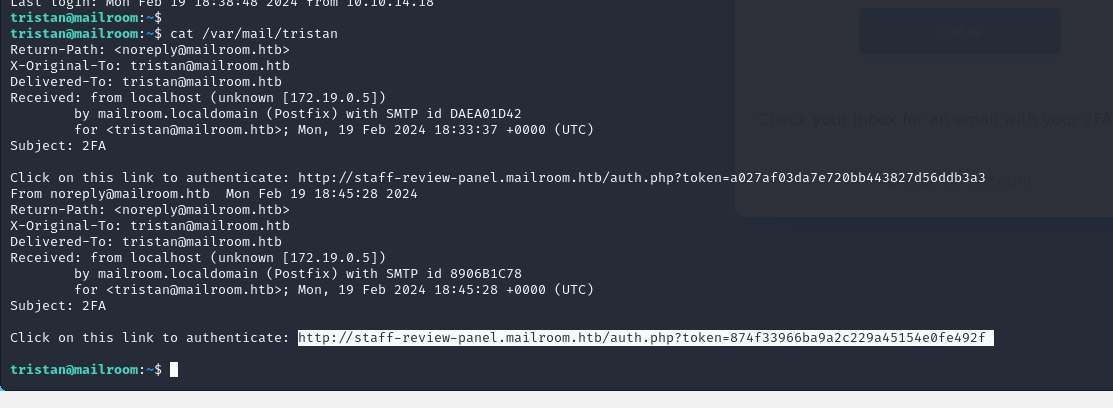 Last login: Mon Feb 19 18:38:48 2024 from 10.10.14.18
tristan@mailroom:~$
tristan@mailroom:~$ cat /var/mail/tristan
Return-Path: <noreply@mailroom.htb>
X-Original-To: tristan@mailroom.htb
Delivered-To: tristan@mailroom.htb
Received: from localhost (unknown [172.19.0.5])
        by mailroom.localdomain (Postfix) with SMTP id DAEA01D42
        for <tristan@mailroom.htb>; Mon, 19 Feb 2024 18:33:37 +0000 (UTC)
Subject: 2FA
Check your inbox for an email with your 2FA
Click on this link to authenticate: http://staff-review-panel.mailroom.htb/auth.php?token=a027af03da7e720bb443827d56ddb3a3
From noreply@mailroom.htb  Mon Feb 19 18:45:28 2024
Return-Path: <noreply@mailroom.htb>
X-Original-To: tristan@mailroom.htb
Delivered-To: tristan@mailroom.htb
Received: from localhost (unknown [172.19.0.5])
        by mailroom.localdomain (Postfix) with SMTP id 8906B1C78
        for <tristan@mailroom.htb>; Mon, 19 Feb 2024 18:45:28 +0000 (UTC)
Subject: 2FA
Click on this link to authenticate: http://staff-review-panel.mailroom.htb/auth.php?token=874f33966ba9a2c229a45154e0fe492f
tristan@mailroom:~$